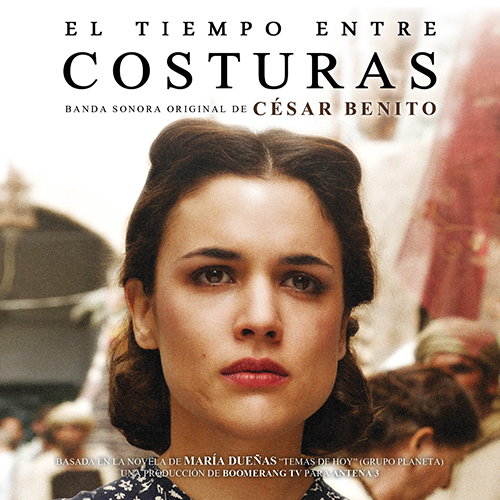 EL TIEMPO ENTRE
COSTURAS
BANDA SONORA ORIGINAL DE CÉSAR BENITO
BASADA EN LA NOVELA DE MARÍA DUEÑAS "TEMAS DE HOY" (GRUPO PLANETA)
UNA PRODUCCIÓN DE BOOMERANG TV PARA ANTENA 3